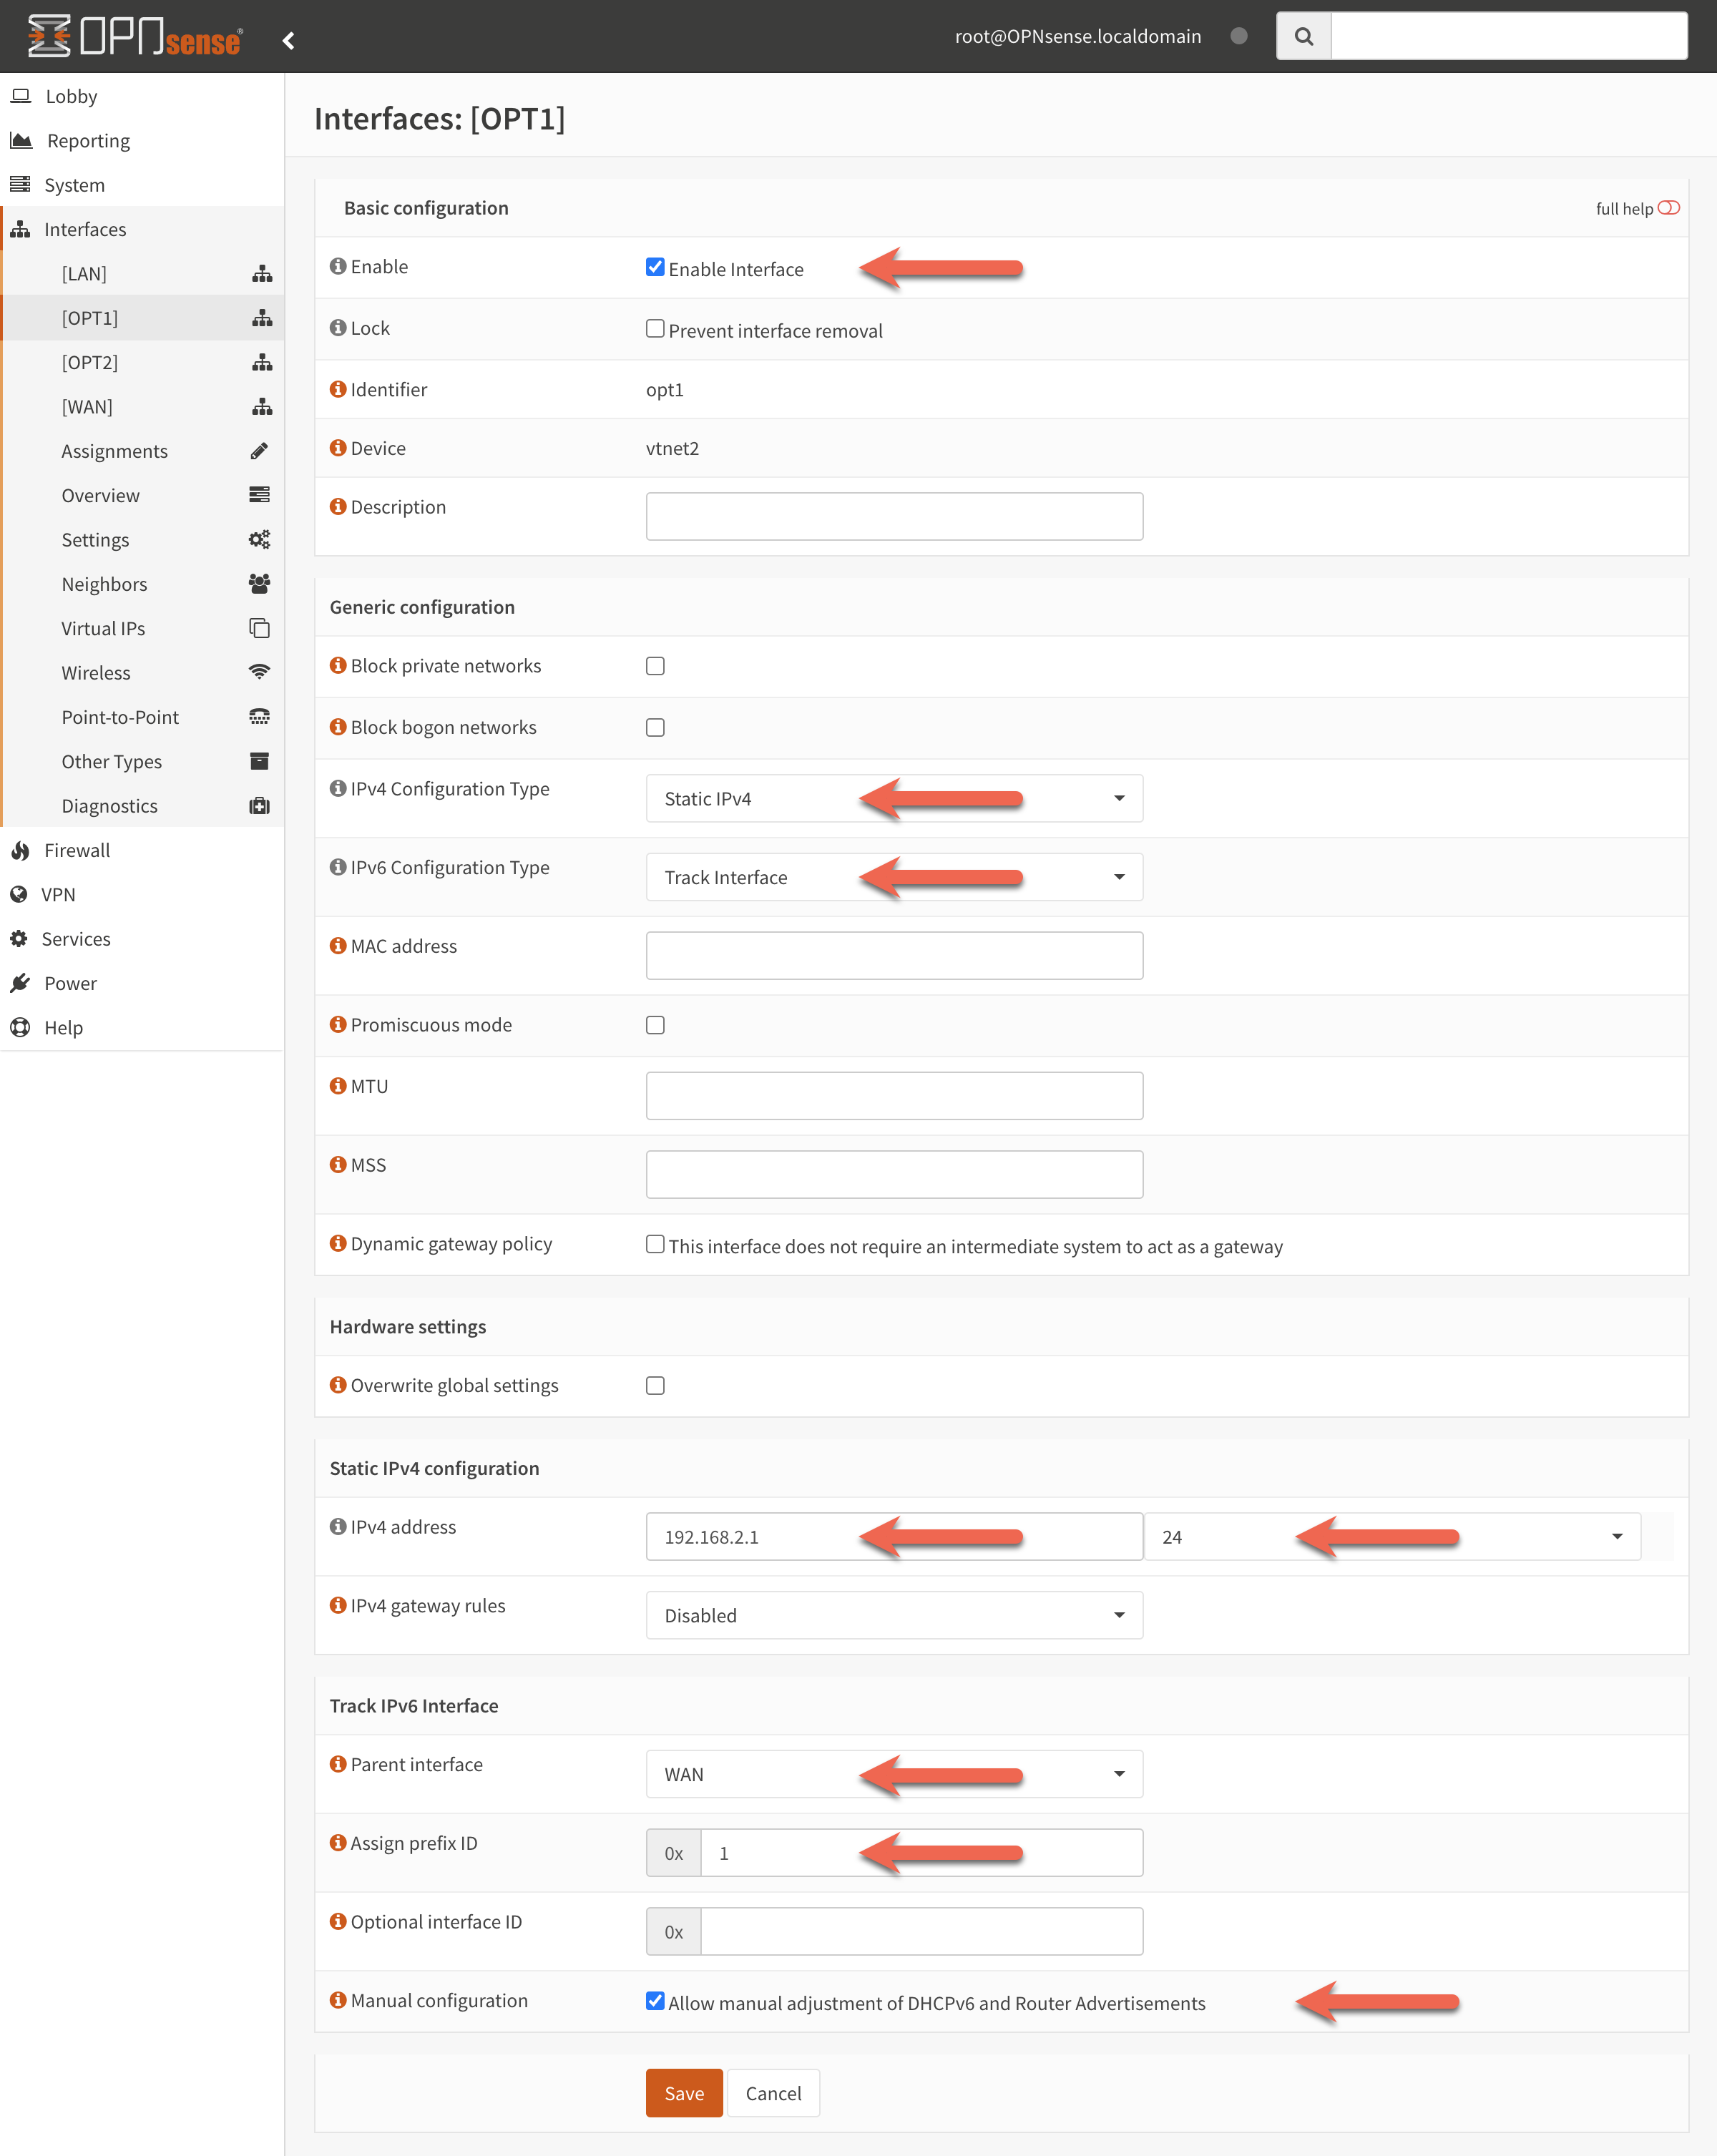 OPNsense®
root@OPNsense.localdomain
Lobby
Reporting
System
Interfaces
[LAN]
[OPT1]
[OPT2]
[WAN]
Assignments
Overview
Settings
Neighbors
Virtual IPs
Wireless
Point-to-Point
Other Types
Diagnostics
Firewall
VPN
Services
Power
Help
Interfaces: [OPT1]
Basic configuration full help
Enable Enable Interface
Lock Prevent interface removal
Identifier opt1
Device vtnet2
Description
Generic configuration
Block private networks
Block bogon networks
IPv4 Configuration Type Static IPv4
IPv6 Configuration Type Track Interface
MAC address
Promiscuous mode
MTU
MSS
Dynamic gateway policy This interface does not require an intermediate system to act as a gateway
Hardware settings
Overwrite global settings
Static IPv4 configuration
IPv4 address 192.168.2.1 24
IPv4 gateway rules Disabled
Track IPv6 Interface
Parent interface WAN
Assign prefix ID 0x 1
Optional interface ID 0x
Manual configuration Allow manual adjustment of DHCPv6 and Router Advertisements
Save Cancel